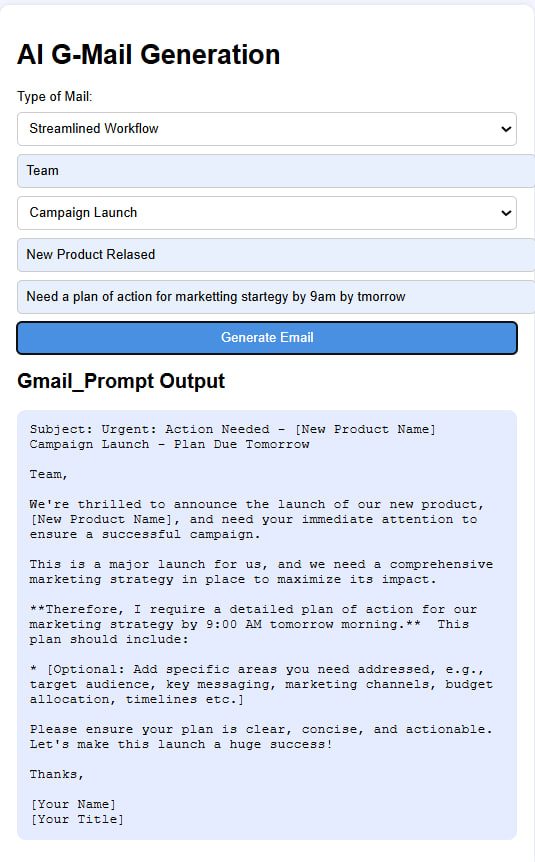 AI G-Mail Generation
Type of Mail:
Streamlined Workflow
Team
Campaign Launch
New Product Relased
Need a plan of action for marketting startegy by 9am by tmorrow
Generate Email
Gmail_Prompt Output
Subject: Urgent: Action Needed - [New Product Name]
Campaign Launch - Plan Due Tomorrow
Team,
We're thrilled to announce the launch of our new product,
[New Product Name], and need your immediate attention to
ensure a successful campaign.
This is a major launch for us, and we need a comprehensive
marketing strategy in place to maximize its impact.
**Therefore, I require a detailed plan of action for our
marketing strategy by 9:00 AM tomorrow morning.**  This
plan should include:
* [Optional: Add specific areas you need addressed, e.g.,
target audience, key messaging, marketing channels, budget
allocation, timelines etc.]
Please ensure your plan is clear, concise, and actionable.
Let's make this launch a huge success!
Thanks,
[Your Name]
[Your Title]